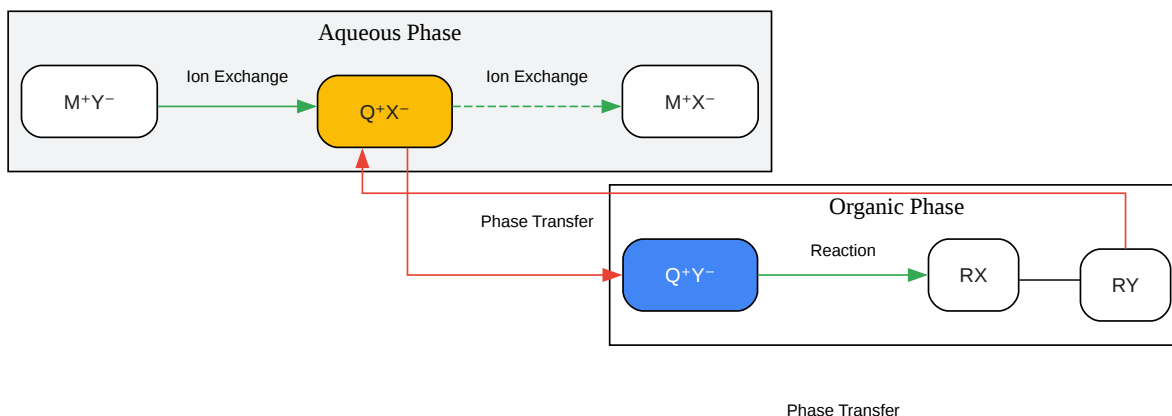 Aqueous Phase
Ion Exchange
Ion Exchange
M⁺Y⁻
Q⁺X⁻
M⁺X⁻
Organic Phase
Phase Transfer
Reaction
Q⁺Y⁻
RX
RY
Phase Transfer